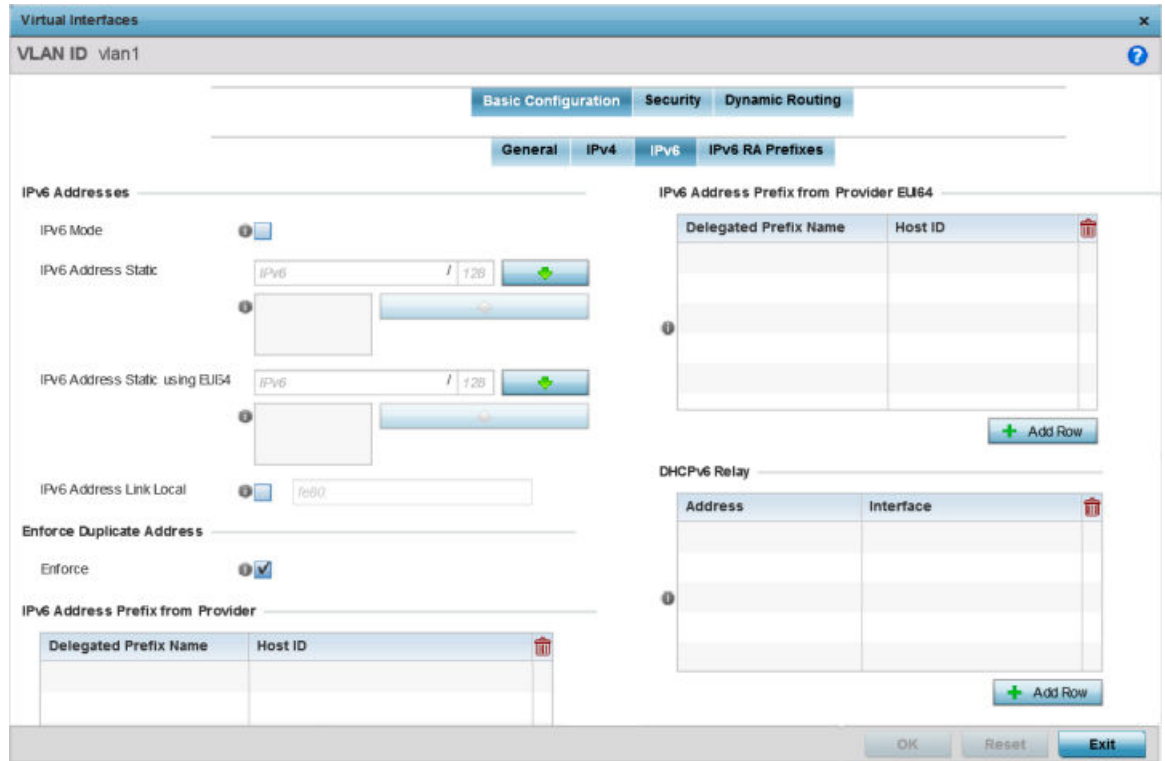 Virtual Interfaces
VLAN ID vlan1
Basic Configuration Security Dynamic Routing
General IPv4 IPv6 IPv6 RA Prefixes
IPv6 Addresses
IPv6 Mode
IPv6 Address Static
IPv6 / 128
IPv6 Address Static using EUI64
IPv6 / 128
IPv6 Address Link Local
fe80:
Enforce Duplicate Address
Enforce
IPv6 Address Prefix from Provider
Delegated Prefix Name Host ID
IPv6 Address Prefix from Provider EUI64
Delegated Prefix Name Host ID
Add Row
DHCPv6 Relay
Address Interface
Add Row
OK Reset Exit